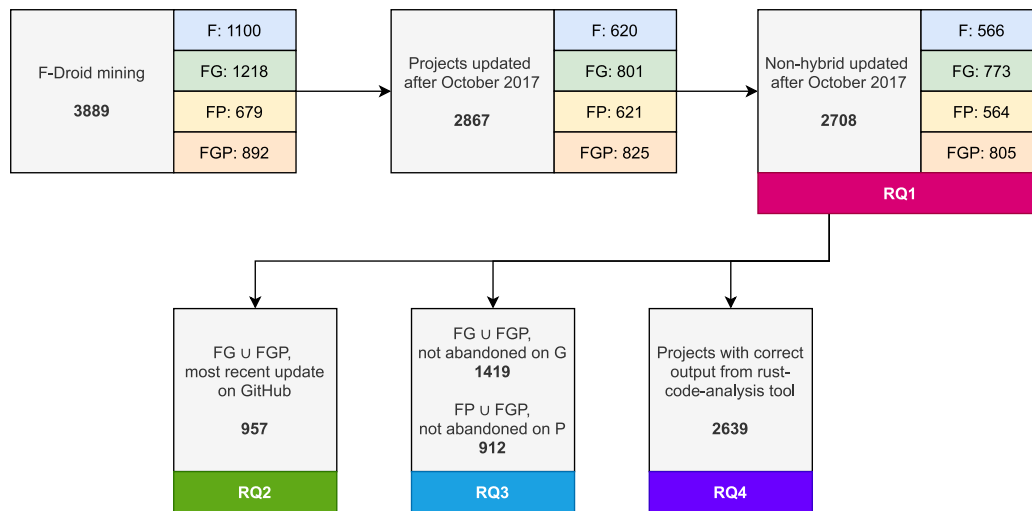 F-Droid mining
3889
F: 1100
FG: 1218
FP: 679
FGP: 892
Projects updated
after October 2017
2867
F: 620
FG: 801
FP: 621
FGP: 825
Non-hybrid updated
after October 2017
2708
F: 566
FG: 773
FP: 564
FGP: 805
RQ1
FG ∪ FGP,
most recent update
on GitHub
957
RQ2
FG ∪ FGP,
not abandoned on G
1419
FP ∪ FGP,
not abandoned on P
912
RQ3
Projects with correct
output from rust-
code-analysis tool
2639
RQ4